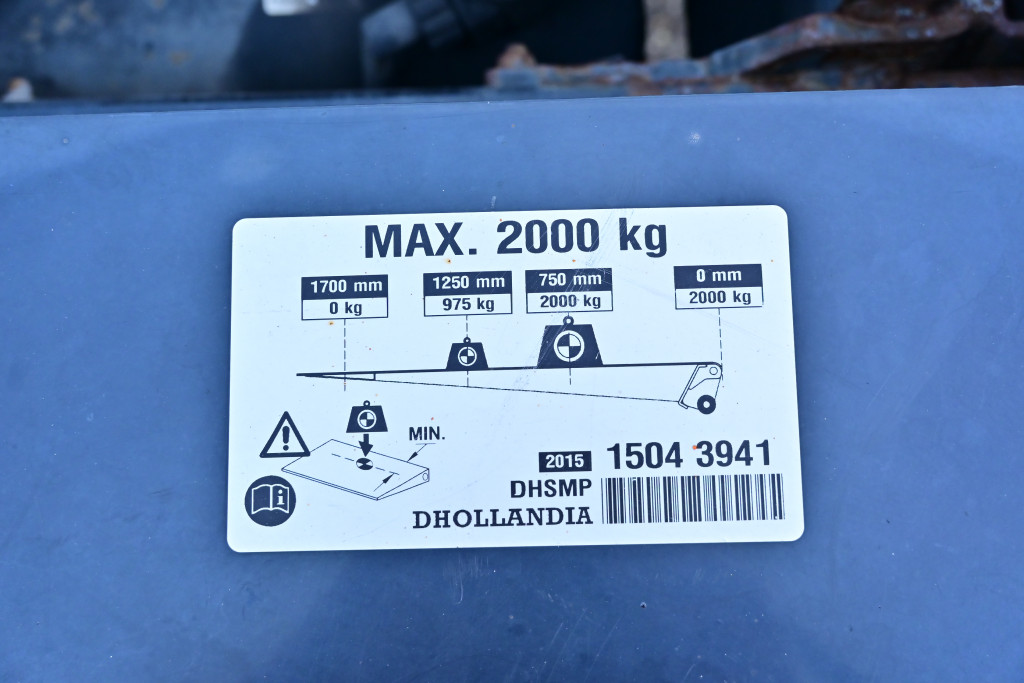 MAX. 2000 kg
1700 mm
0 kg
1250 mm
975 kg
750 mm
2000 kg
0 mm
2000 kg
MIN.
2015 1504 3941
DHSMP
DHOLLANDIA